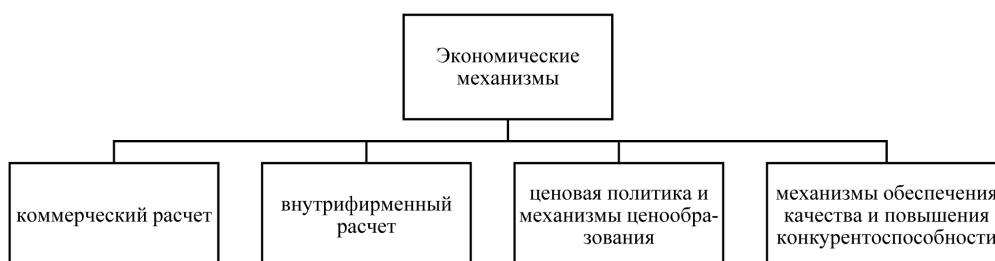 Экономические
механизмы
коммерческий расчет
внутрифирменный
расчет
ценовая политика и
механизмы ценообра-
зования
механизмы обеспечения
качества и повышения
конкурентоспособности